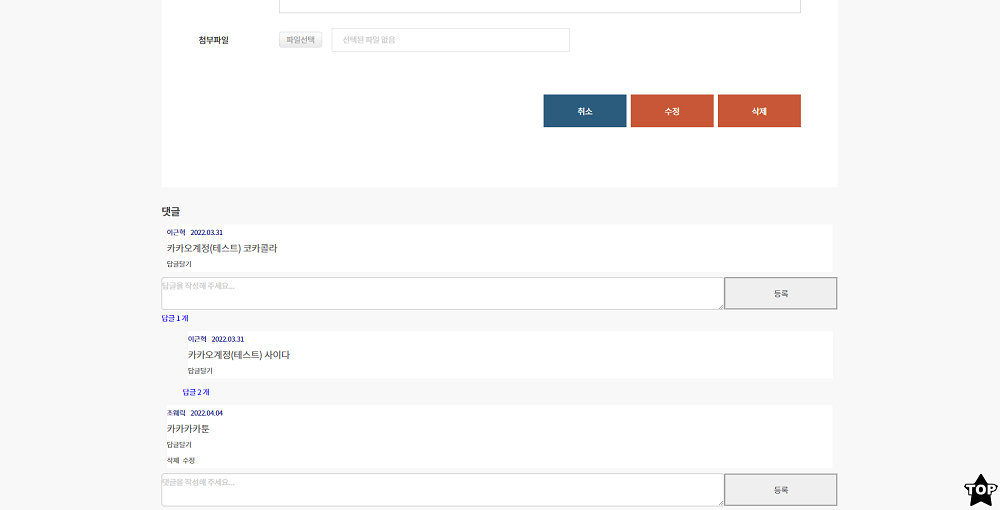 첨부파일 파일선택 선택된 파일 없음
취소 수정 삭제
댓글
이근혁 2022.03.31
카카오계정(테스트) 코카콜라
답글달기
답글을 작성해 주세요... 등록
답글 1 개
이근혁 2022.03.31
카카오계정(테스트) 사이다
답글달기
답글 2 개
조웨릭 2022.04.04
카카카카툰
답글달기
삭제 수정
댓글을 작성해 주세요... 등록
TOP